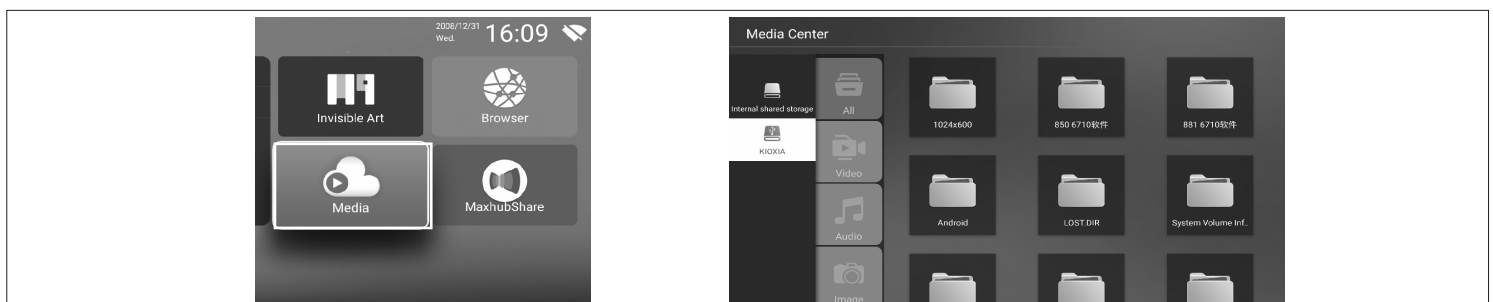 2008/12/31
Wed.
16:09
Invisible Art
Browser
Media
MaxhubShare
Media Center
Internal shared storage
KIOXIA
All
Video
Audio
Image
1024x600
850 6710软件
881 6710软件
Android
LOST.DIR
System Volume Inf..